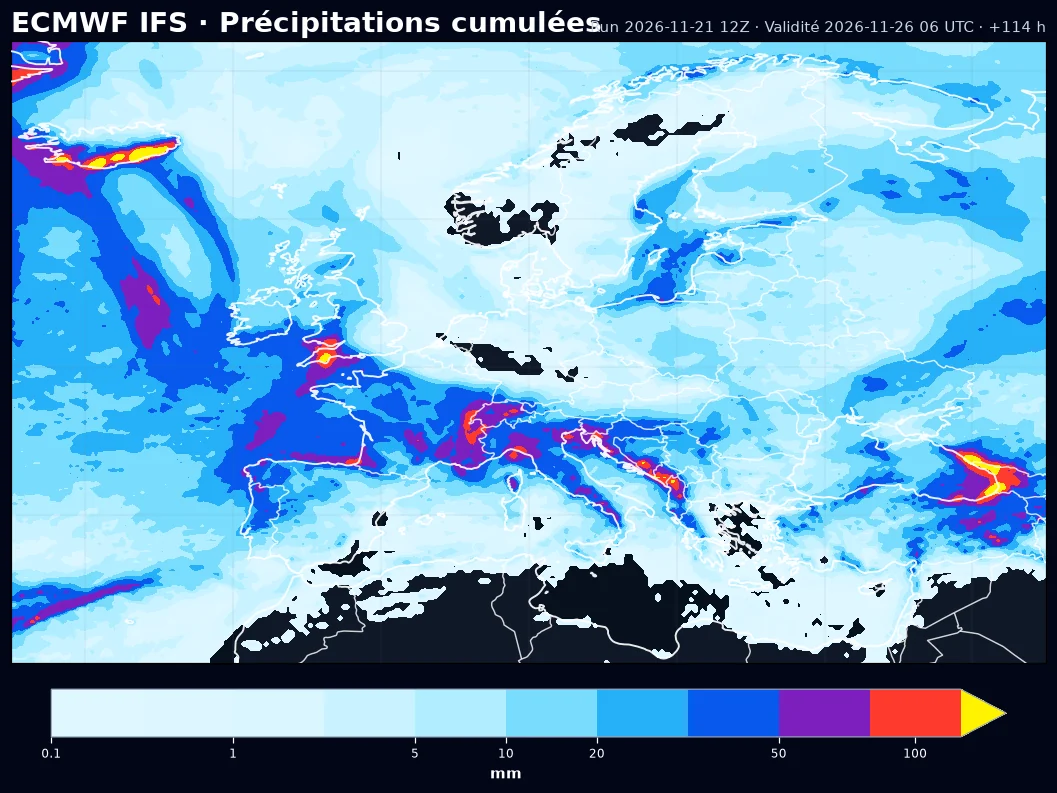 ECMWF IFS · Précipitations cumulées
Run 2026-11-21 12Z · Validité 2026-11-26 06 UTC · +114 h
0.1 1 5 10 20 50 100
mm